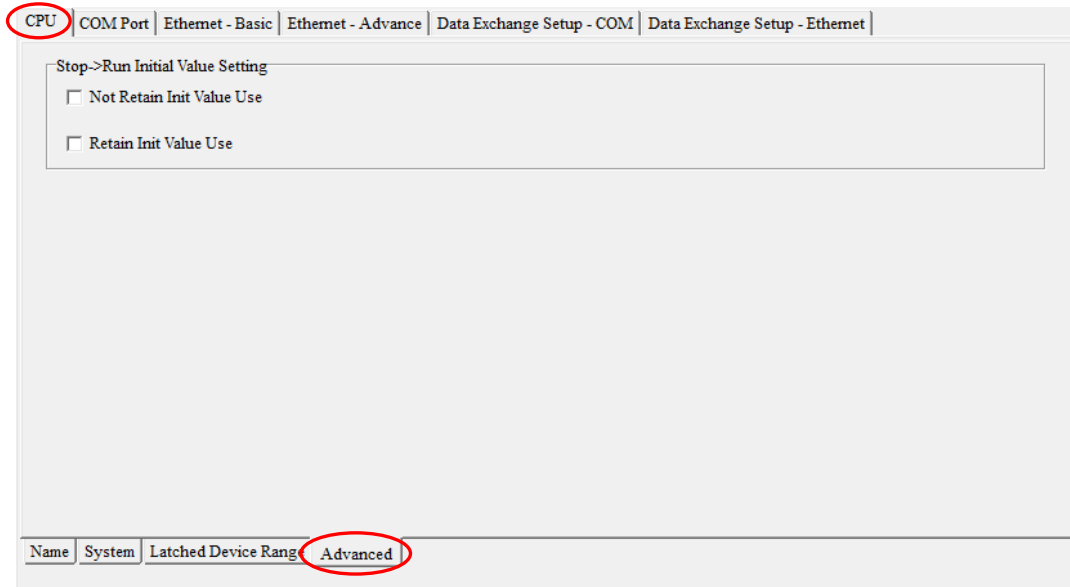 CPU COM Port Ethernet - Basic Ethernet - Advance Data Exchange Setup - COM Data Exchange Setup - Ethernet
Stop->Run Initial Value Setting
Not Retain Init Value Use
Retain Init Value Use
Name System Latched Device Range Advanced